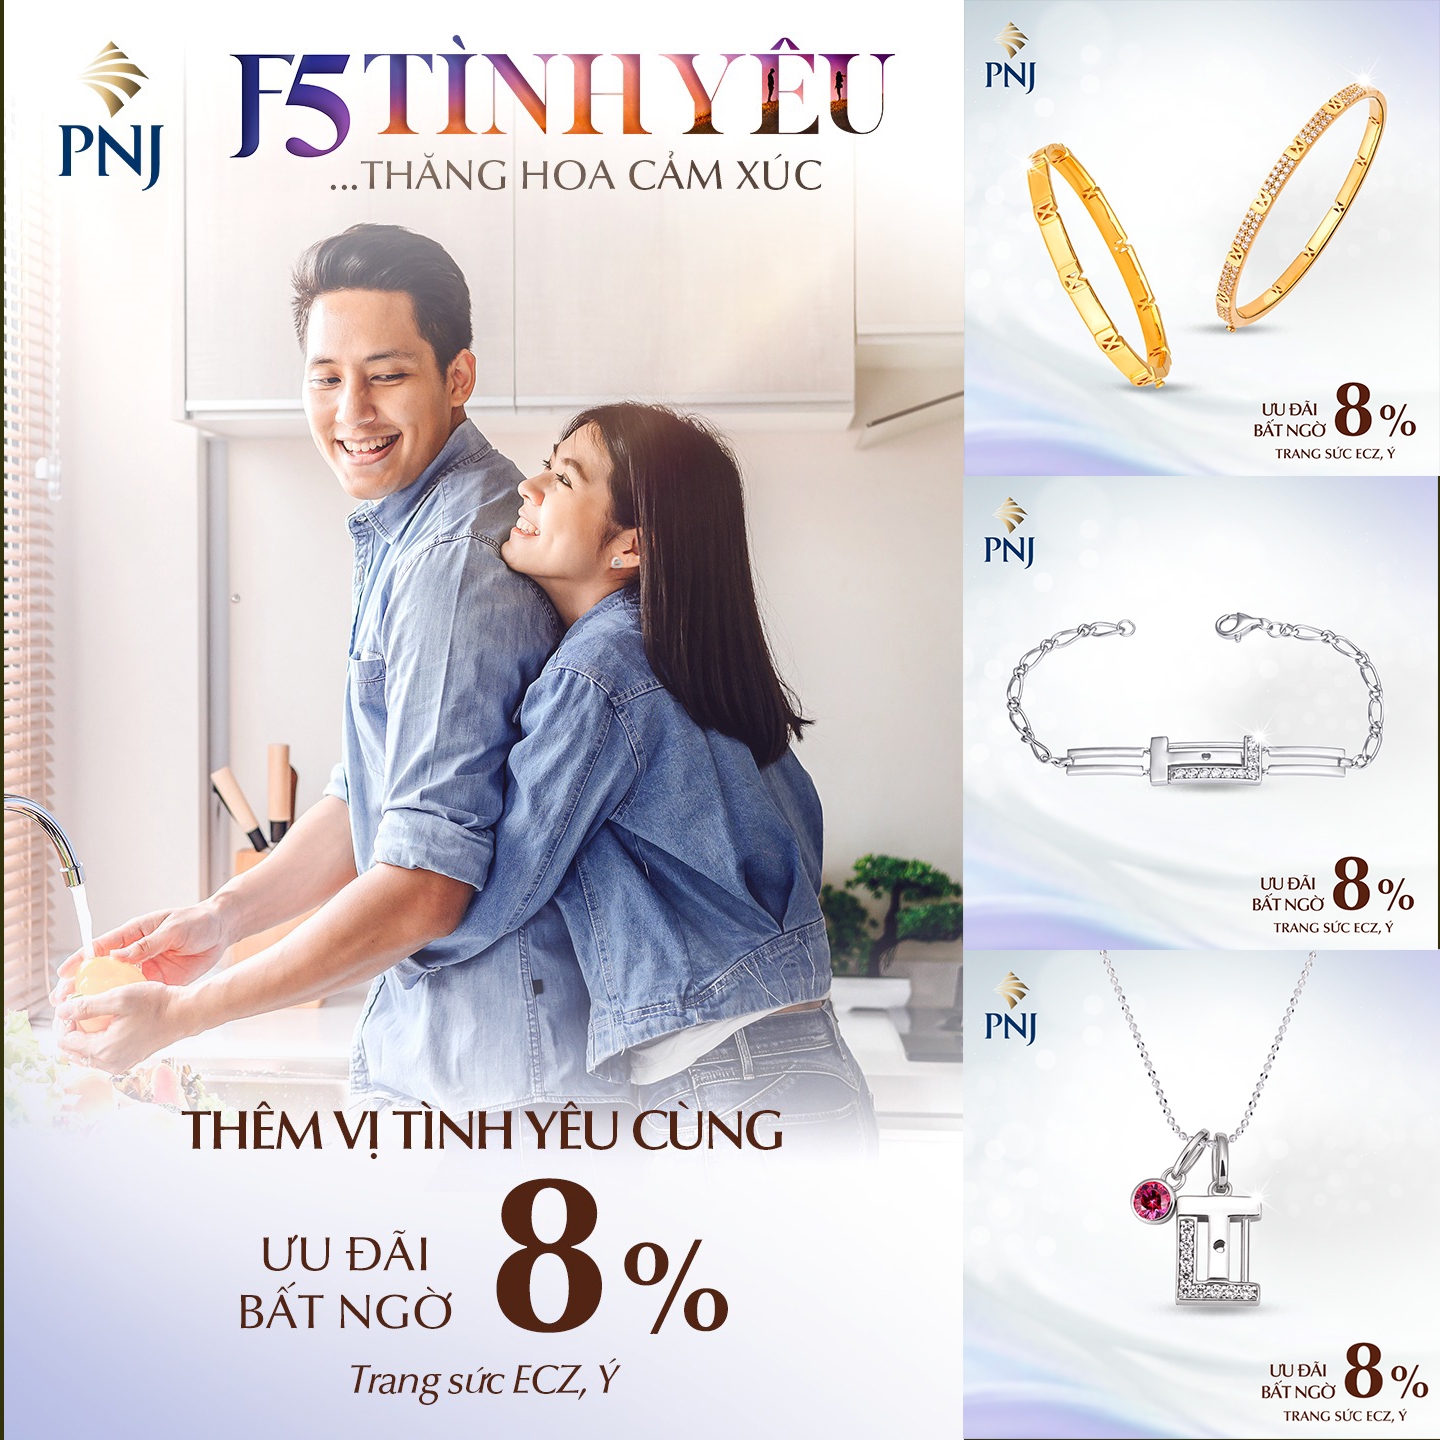 PNJ
F5 TÌNH YÊU
...THĂNG HOA CẢM XÚC
THÊM VỊ TÌNH YÊU CÙNG
ƯU ĐÃI
BẤT NGỜ
8%
Trang sức ECZ, Ý
PNJ
ƯU ĐÃI
BẤT NGỜ
8%
TRANG SỨC ECZ, Ý
PNJ
ƯU ĐÃI
BẤT NGỜ
8%
TRANG SỨC ECZ, Ý
PNJ
ƯU ĐÃI
BẤT NGỜ
8%
TRANG SỨC ECZ, Ý